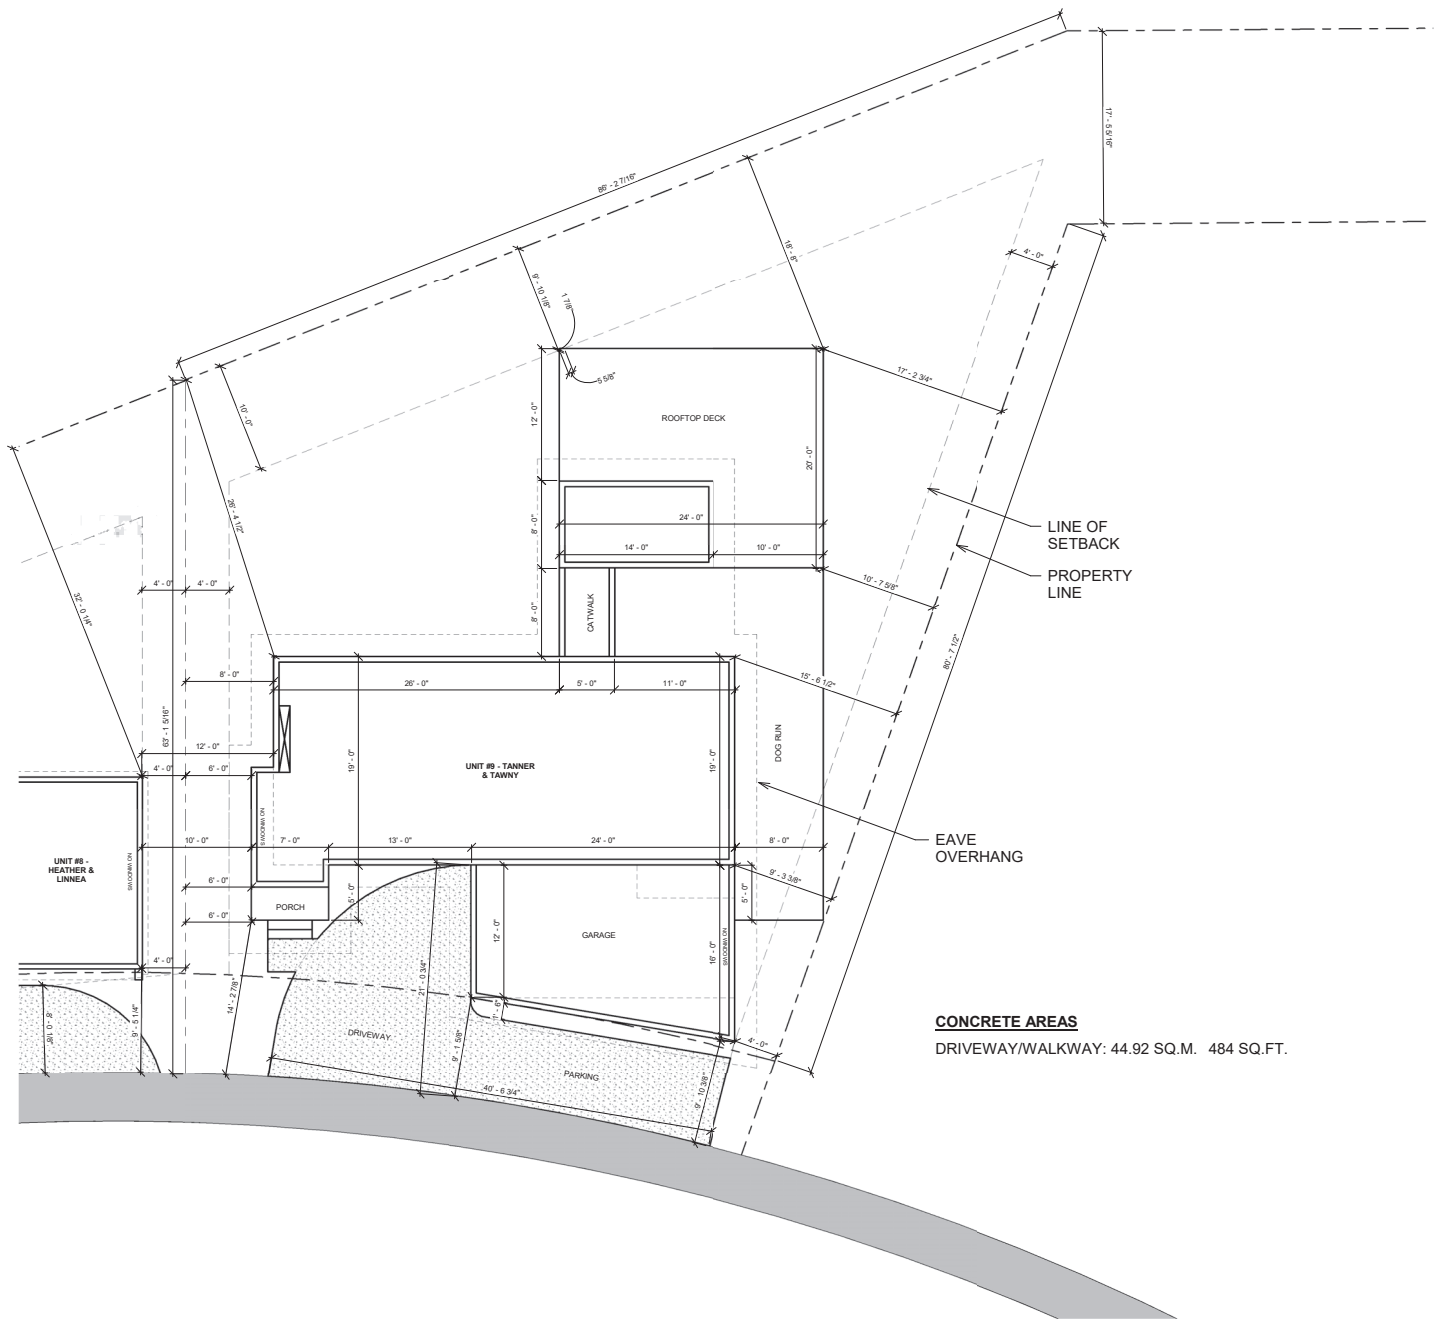 86' - 2 7/16"
17' - 5 5/16"
18' - 8"
4' - 0"
9' - 10 1/8"
1 7/8"
5 5/8"
17' - 2 3/4"
10' - 0"
12' - 0"
ROOFTOP DECK
20' - 0"
26' - 4 1/2"
24' - 0"
8' - 0"
14' - 0"
10' - 0"
LINE OF
SETBACK
PROPERTY
LINE
4' - 0"
4' - 0"
10' - 7 5/8"
32' - 0 1/4"
8' - 0"
CATWALK
80' - 7 1/2"
8' - 0"
26' - 0"
5' - 0"
11' - 0"
15' - 6 1/2"
63' - 1 5/16"
12' - 0"
19' - 0"
19' - 0"
DOG RUN
4' - 0"
6' - 0"
UNIT #9 - TANNER
& TAWNY
NO WINDOWS
10' - 0"
7' - 0"
13' - 0"
24' - 0"
8' - 0"
EAVE
OVERHANG
UNIT #8 -
HEATHER &
LINNEA
NO WINDOWS
6' - 0"
9' - 3 3/8"
5' - 0"
5' - 0"
PORCH
6' - 0"
12' - 0"
GARAGE
16' - 0"
NO WINDOWS
4' - 0"
14' - 2 7/8"
21' - 0 3/4"
8' - 0 1/8"
9' - 5 1/4"
1' - 6"
DRIVEWAY
9' - 1 5/8"
4' - 0"
CONCRETE AREAS
DRIVEWAY/WALKWAY: 44.92 SQ.M. 484 SQ.FT.
PARKING
40' - 6 3/4"
9' - 10 3/8"